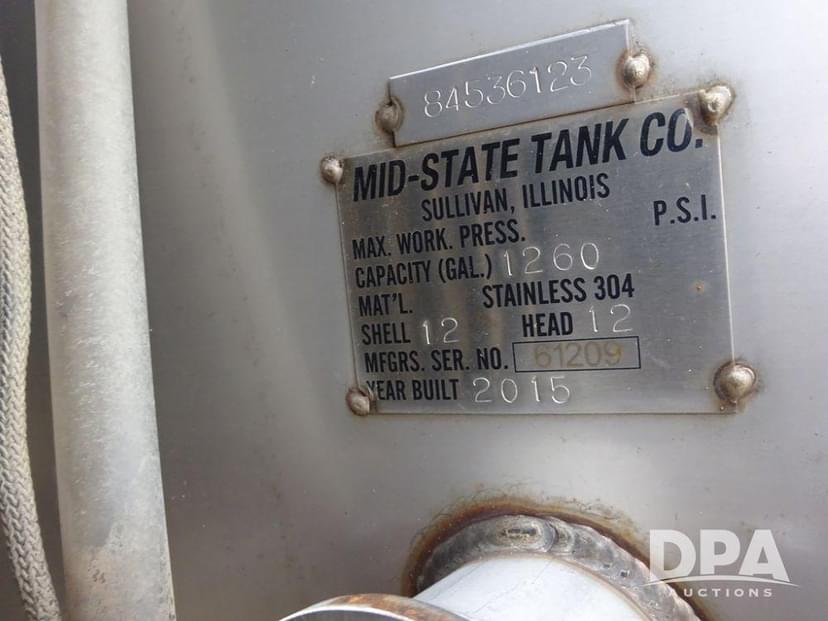 84536123
MID-STATE TANK CO.
SULLIVAN, ILLINOIS
MAX. WORK. PRESS. P.S.I.
CAPACITY (GAL.) 1260
MAT'L. STAINLESS 304
SHELL 12 HEAD 12
MFGRS. SER. NO. 61209
YEAR BUILT 2015
DPA
AUCTIONS